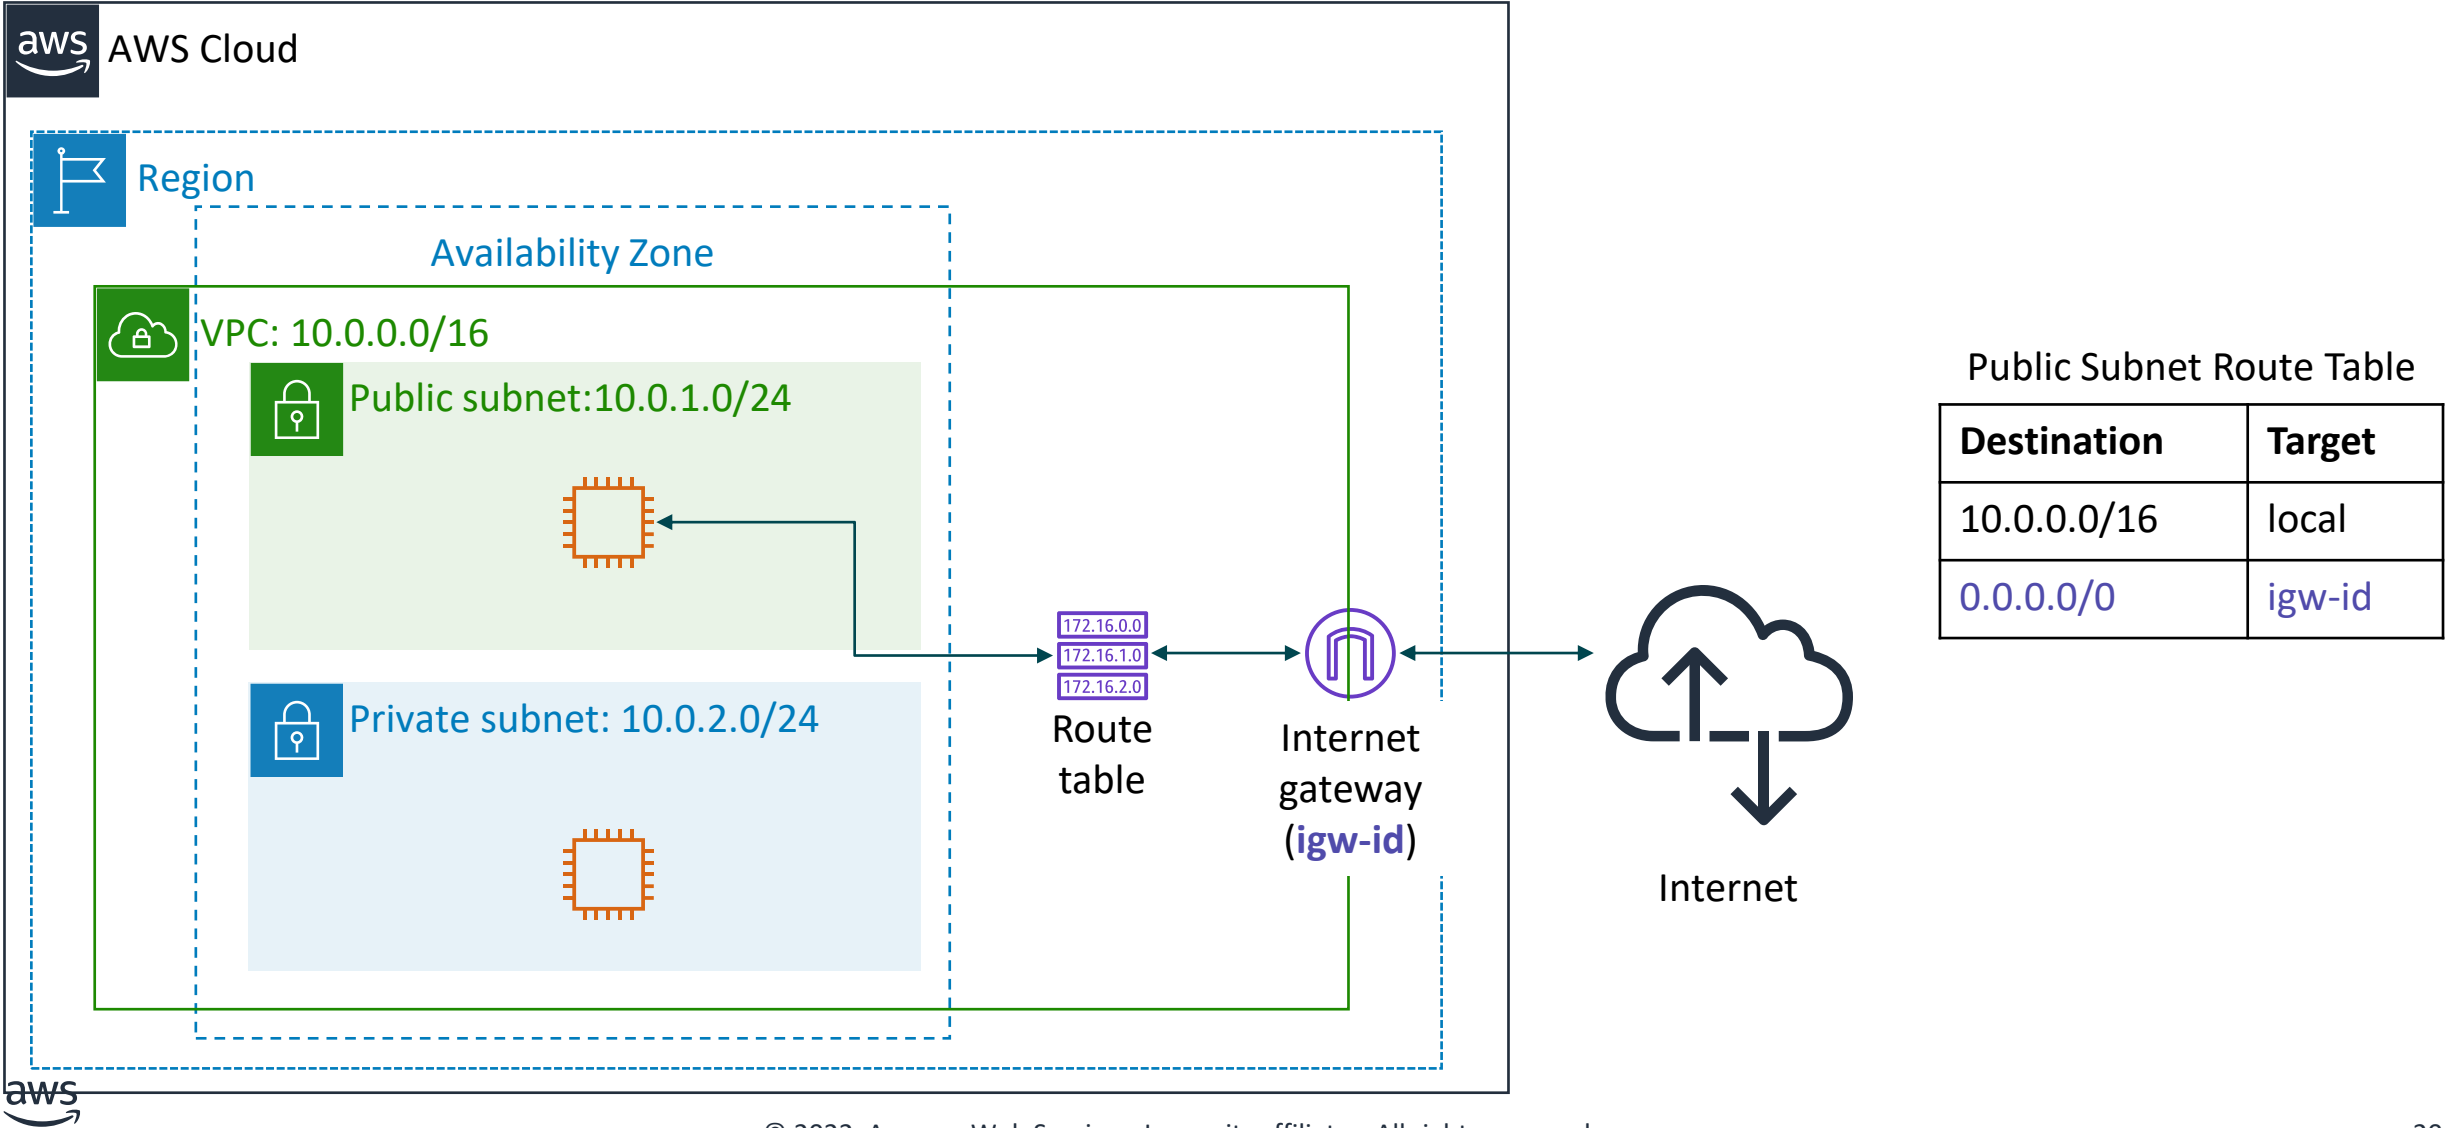 aws
AWS Cloud
Region
Availability Zone
VPC: 10.0.0.0/16
Public subnet:10.0.1.0/24
Private subnet: 10.0.2.0/24
172.16.0.0
172.16.1.0
172.16.2.0
Route
table
Internet
gateway
(igw-id)
Internet
Public Subnet Route Table
Destination Target
10.0.0.0/16 local
0.0.0.0/0 igw-id
aws